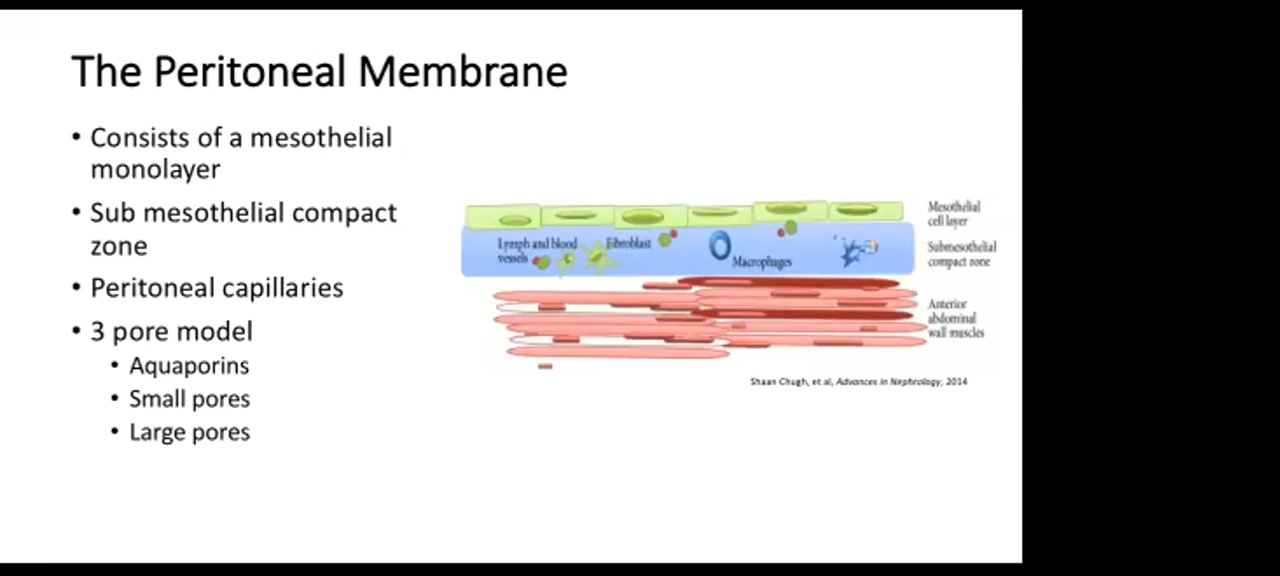 The Peritoneal Membrane
• Consists of a mesothelial
monolayer
• Sub mesothelial compact
zone
• Peritoneal capillaries
• 3 pore model
• Aquaporins
• Small pores
• Large pores
Mesothelial
cell layer
Lymph and blood
vessels
Fibroblast
Macrophages
Submesothelial
compact zone
Anterior
abdominal
wall muscles
Shaan Chugh, et al, Advances in Nephrology, 2014